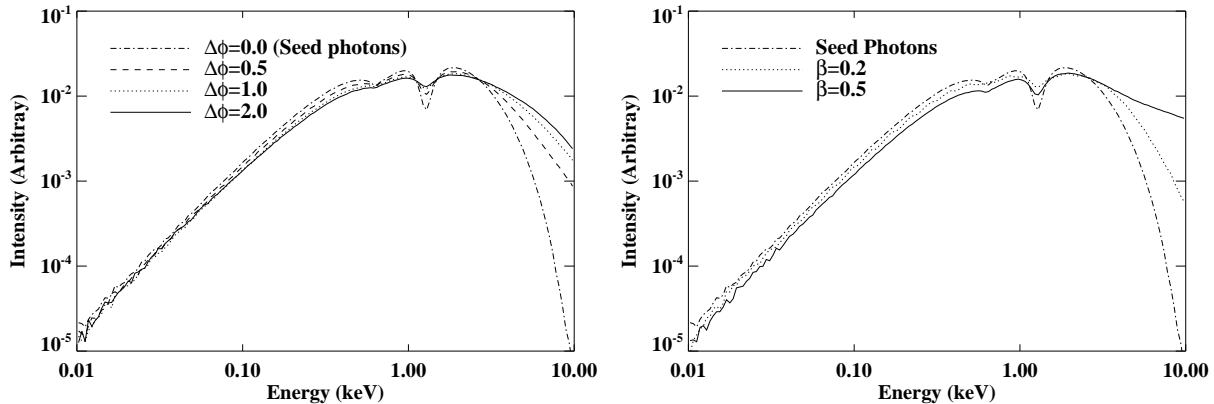 10⁻¹
10⁻²
10⁻³
10⁻⁴
10⁻⁵
Intensity (Arbitray)
Δϕ=0.0 (Seed photons)
Δϕ=0.5
Δϕ=1.0
Δϕ=2.0
0.01 0.10 1.00 10.00
Energy (keV)
10⁻¹
10⁻²
10⁻³
10⁻⁴
10⁻⁵
Intensity (Arbitray)
Seed Photons
β=0.2
β=0.5
0.01 0.10 1.00 10.00
Energy (keV)